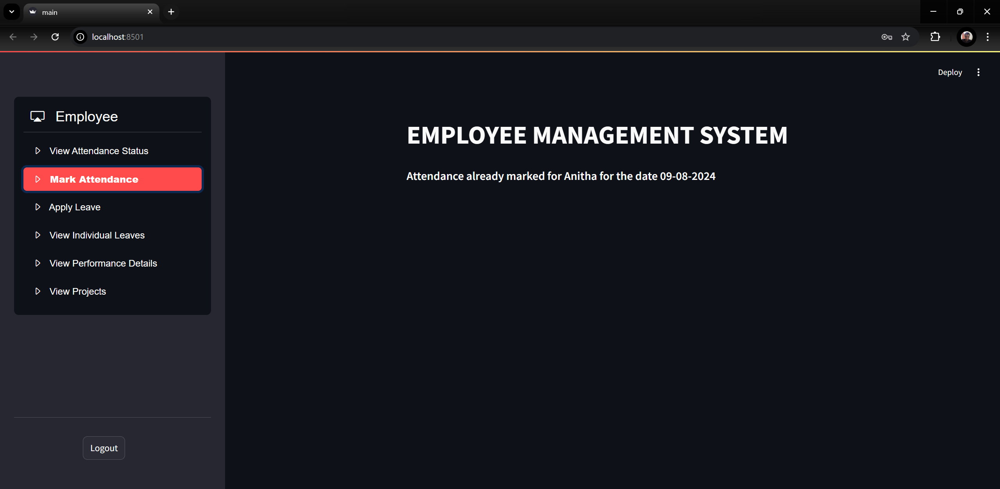 main
localhost:8501
Deploy
Employee
View Attendance Status
Mark Attendance
Apply Leave
View Individual Leaves
View Performance Details
View Projects
Logout
EMPLOYEE MANAGEMENT SYSTEM
Attendance already marked for Anitha for the date 09-08-2024